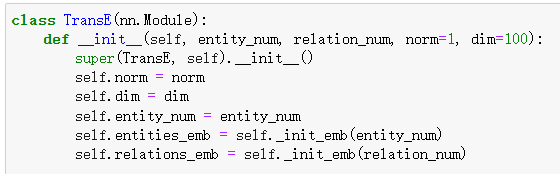 class TransE(nn.Module):
    def __init__(self, entity_num, relation_num, norm=1, dim=100):
        super(TransE, self).__init__()
        self.norm = norm
        self.dim = dim
        self.entity_num = entity_num
        self.entities_emb = self._init_emb(entity_num)
        self.relations_emb = self._init_emb(relation_num)